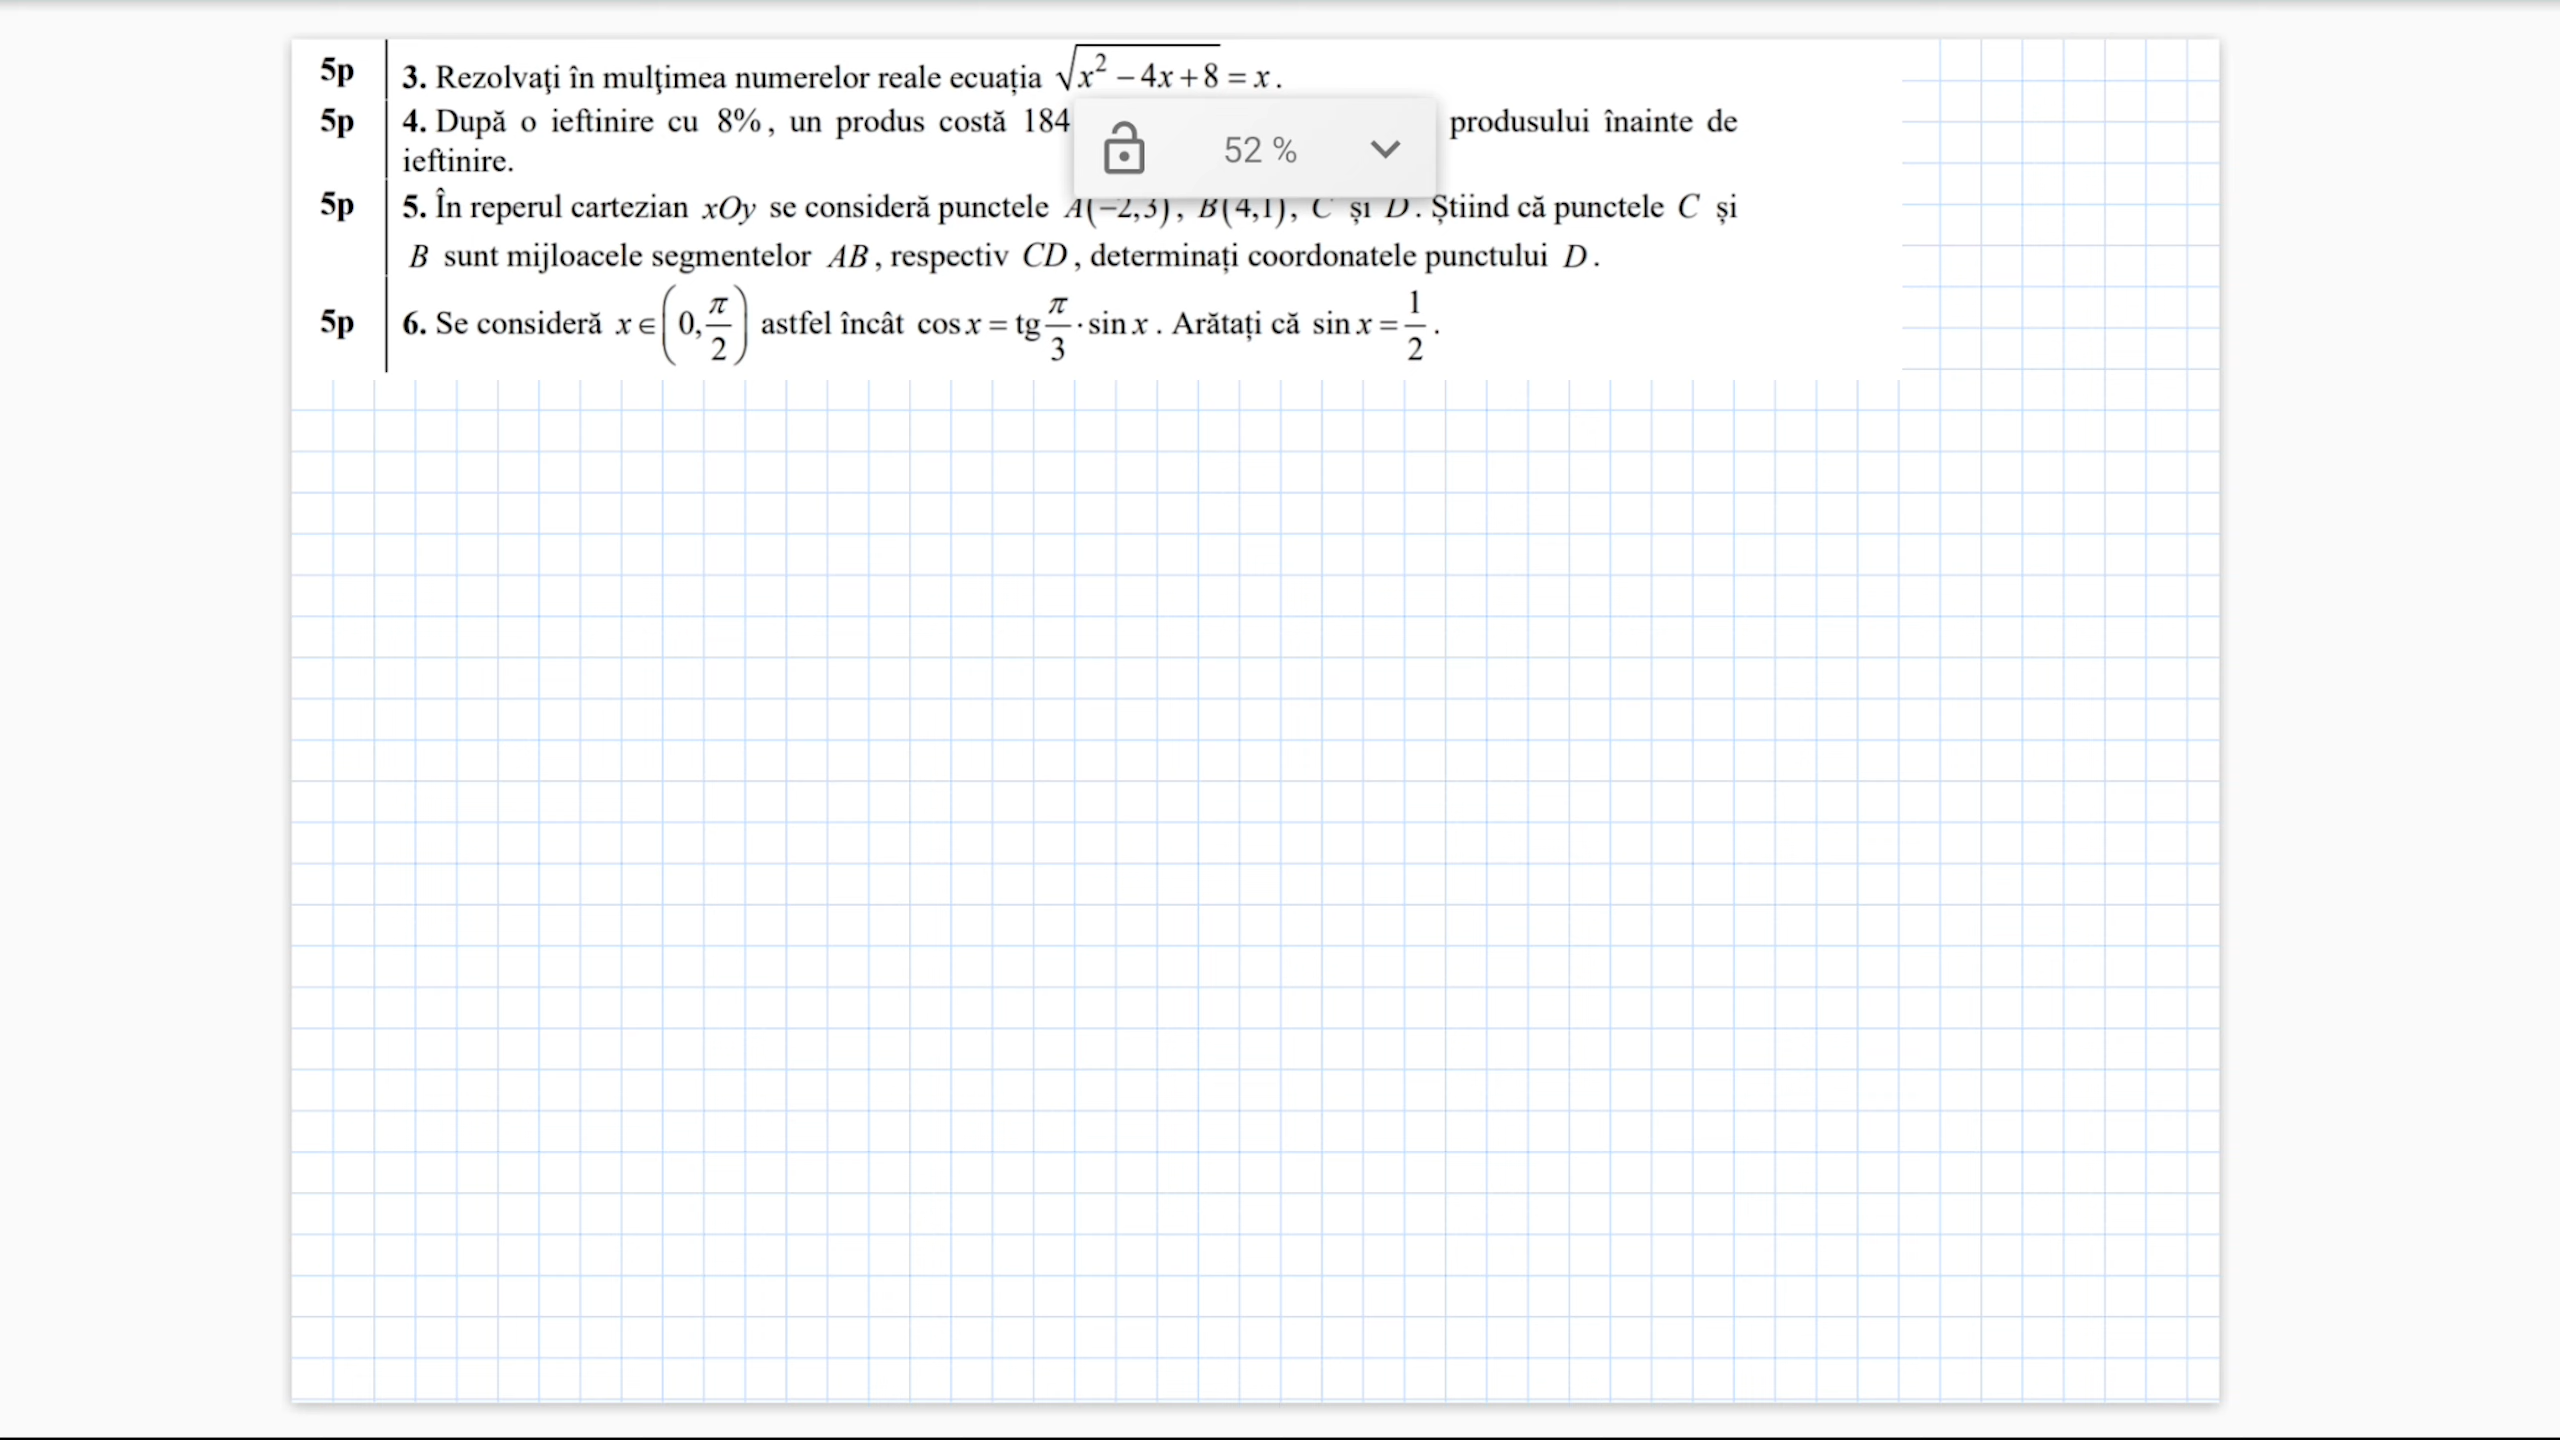 5p 3. Rezolvați în mulțimea numerelor reale ecuația √(x² − 4x + 8) = x.
5p 4. După o ieftinire cu 8%, un produs costă 184 52 % produsului înainte de
ieftinire.
5p 5. În reperul cartezian xOy se consideră punctele A(−2,3), B(4,1), C și D. Știind că punctele C și
B sunt mijloacele segmentelor AB, respectiv CD, determinați coordonatele punctului D.
5p 6. Se consideră x∈(0, π/2) astfel încât cos x = tg π/3 · sin x. Arătați că sin x = 1/2.